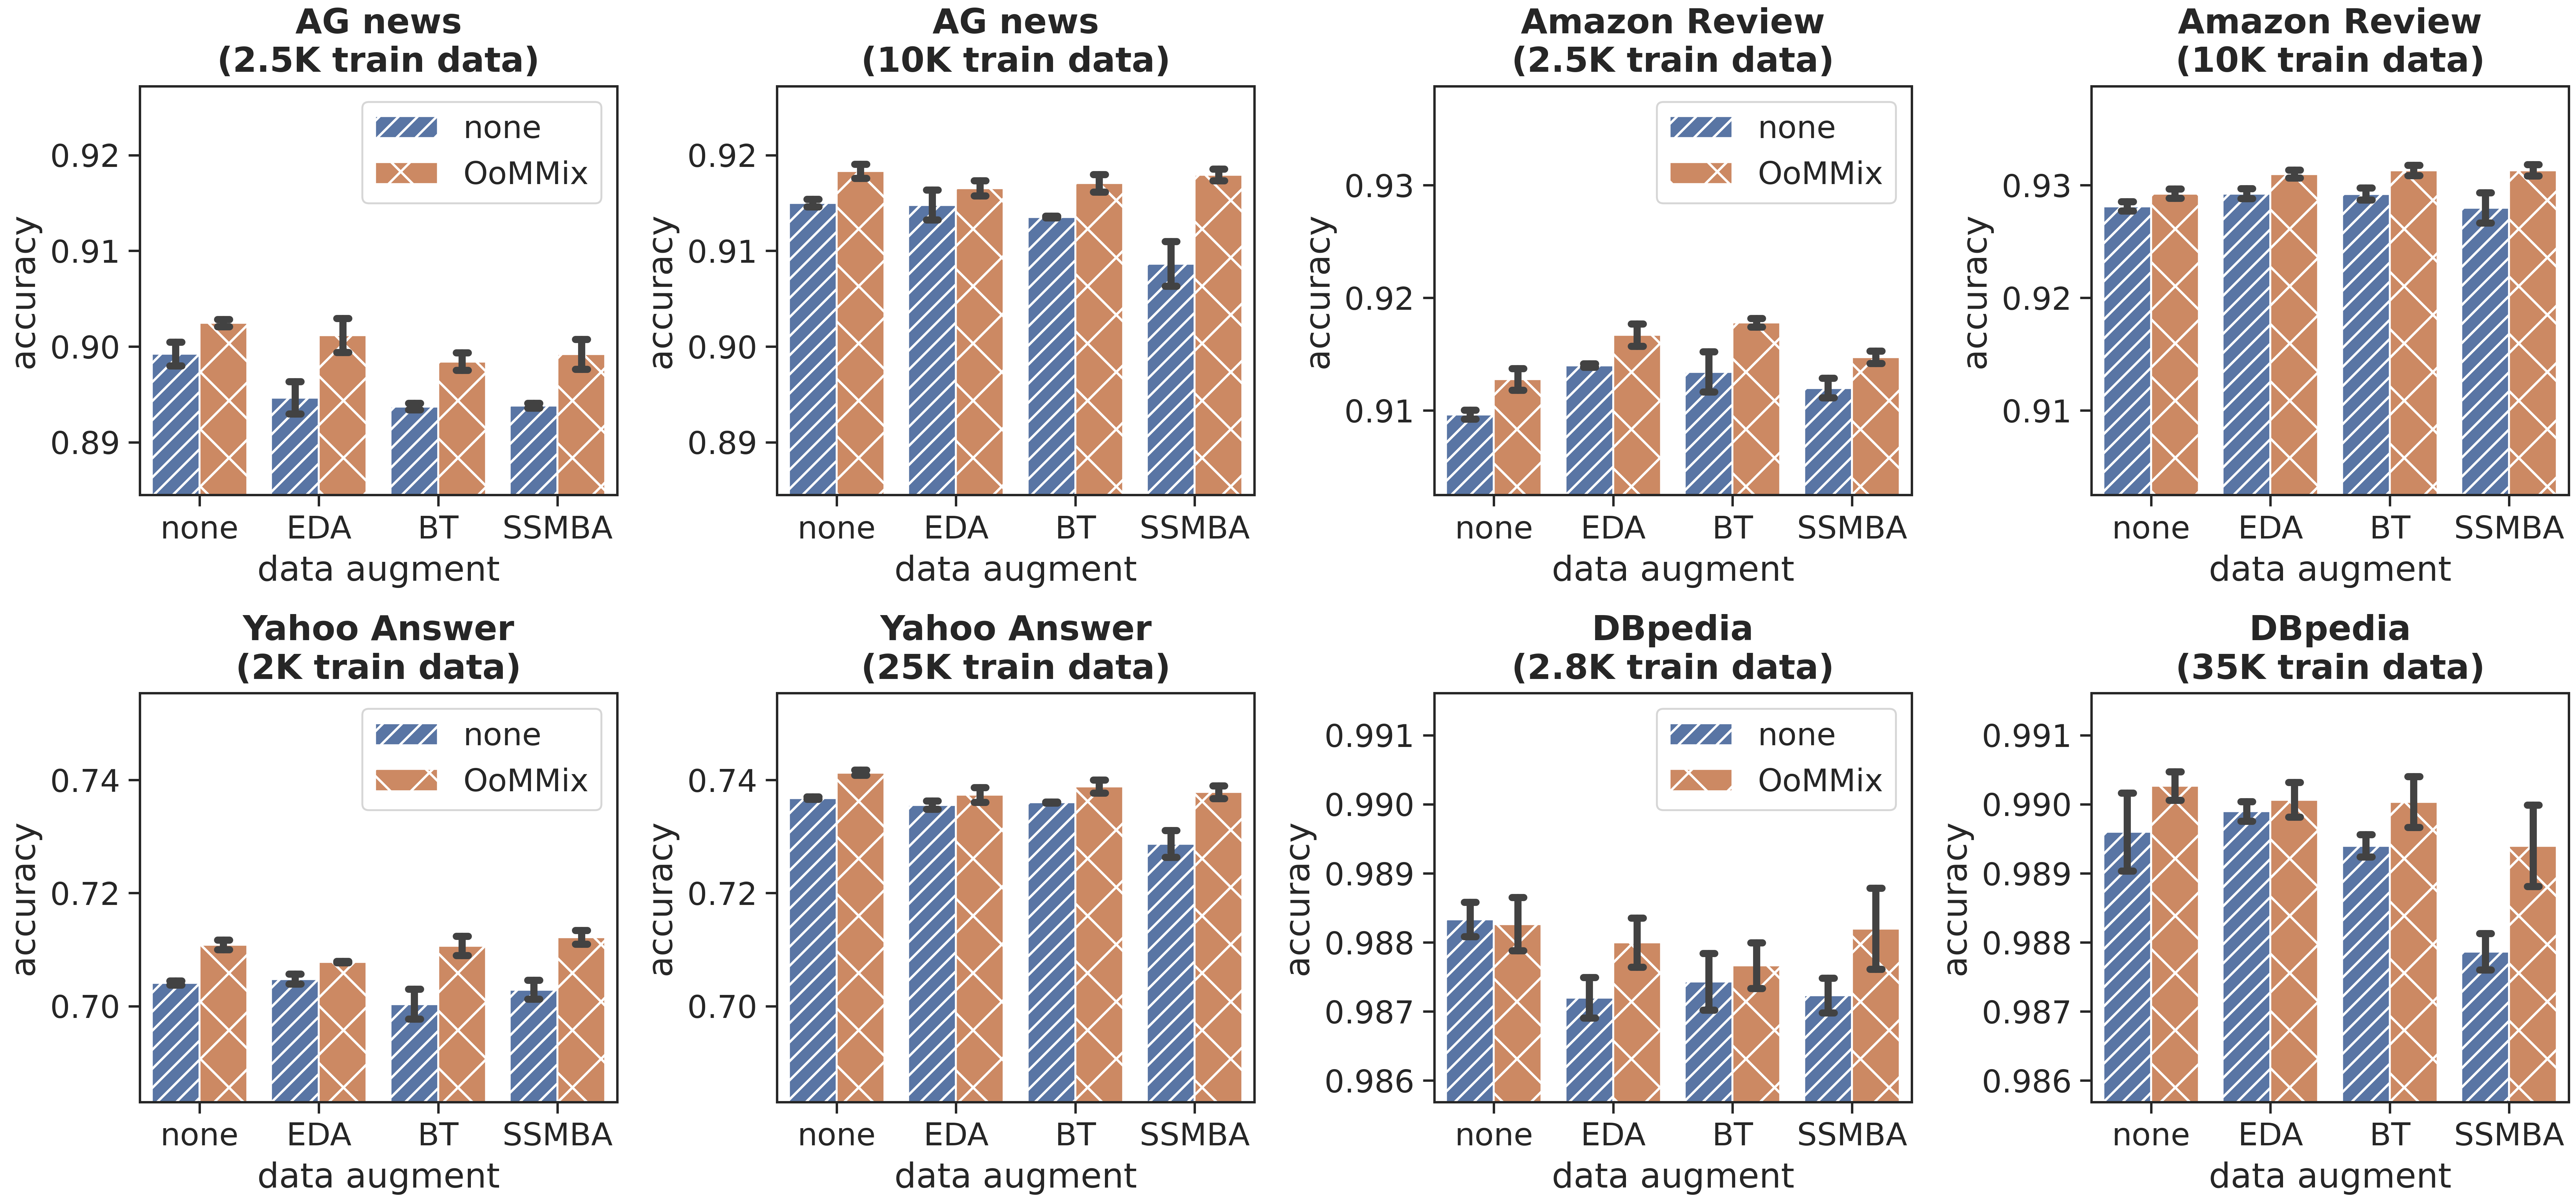 AG news
(2.5K train data)
none
OoMMix
0.92
0.91
0.90
0.89
accuracy
none EDA BT SSMBA
data augment
AG news
(10K train data)
0.92
0.91
0.90
0.89
accuracy
none EDA BT SSMBA
data augment
Amazon Review
(2.5K train data)
none
OoMMix
0.93
0.92
0.91
accuracy
none EDA BT SSMBA
data augment
Amazon Review
(10K train data)
0.93
0.92
0.91
accuracy
none EDA BT SSMBA
data augment
Yahoo Answer
(2K train data)
none
OoMMix
0.74
0.72
0.70
accuracy
none EDA BT SSMBA
data augment
Yahoo Answer
(25K train data)
0.74
0.72
0.70
accuracy
none EDA BT SSMBA
data augment
DBpedia
(2.8K train data)
none
OoMMix
0.991
0.990
0.989
0.988
0.987
0.986
accuracy
none EDA BT SSMBA
data augment
DBpedia
(35K train data)
0.991
0.990
0.989
0.988
0.987
0.986
accuracy
none EDA BT SSMBA
data augment